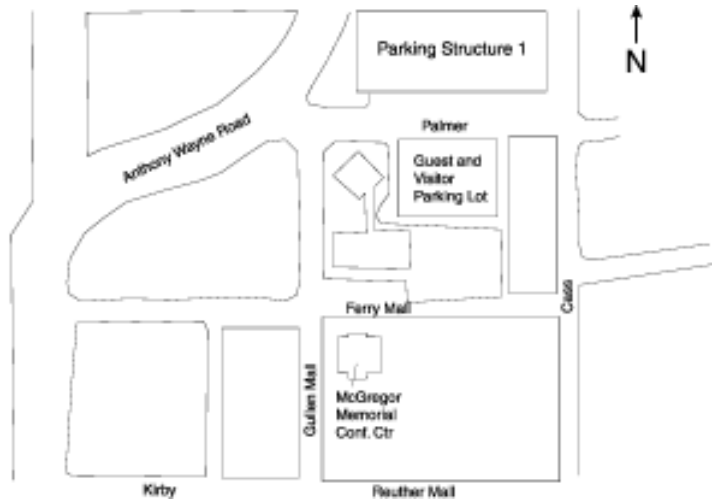 Parking Structure 1
N
Palmer
Anthony Wayne Road
Guest and
Visitor
Parking Lot
Cass
Ferry Mall
Gullen Mall
McGregor
Memorial
Conf. Ctr
Kirby
Reuther Mall